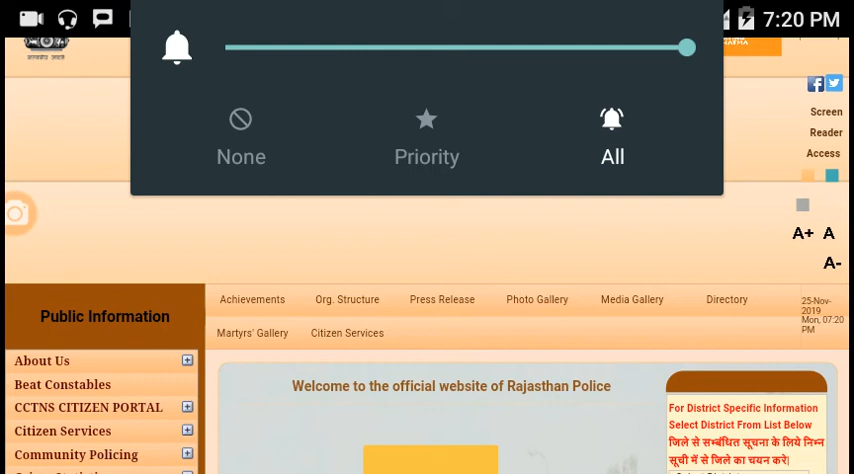 7:20 PM
None
Priority
All
Screen
Reader
Access
A+ A
A-
Public Information
Achievements
Org. Structure
Press Release
Photo Gallery
Media Gallery
Directory
25-Nov-
2019
Mon, 07:20
PM
Martyrs' Gallery
Citizen Services
About Us
Beat Constables
CCTNS CITIZEN PORTAL
Citizen Services
Community Policing
Welcome to the official website of Rajasthan Police
For District Specific Information
Select District From List Below
जिले से सम्बंधित सूचना के लिये निम्न
सूची में से जिले का चयन करे|